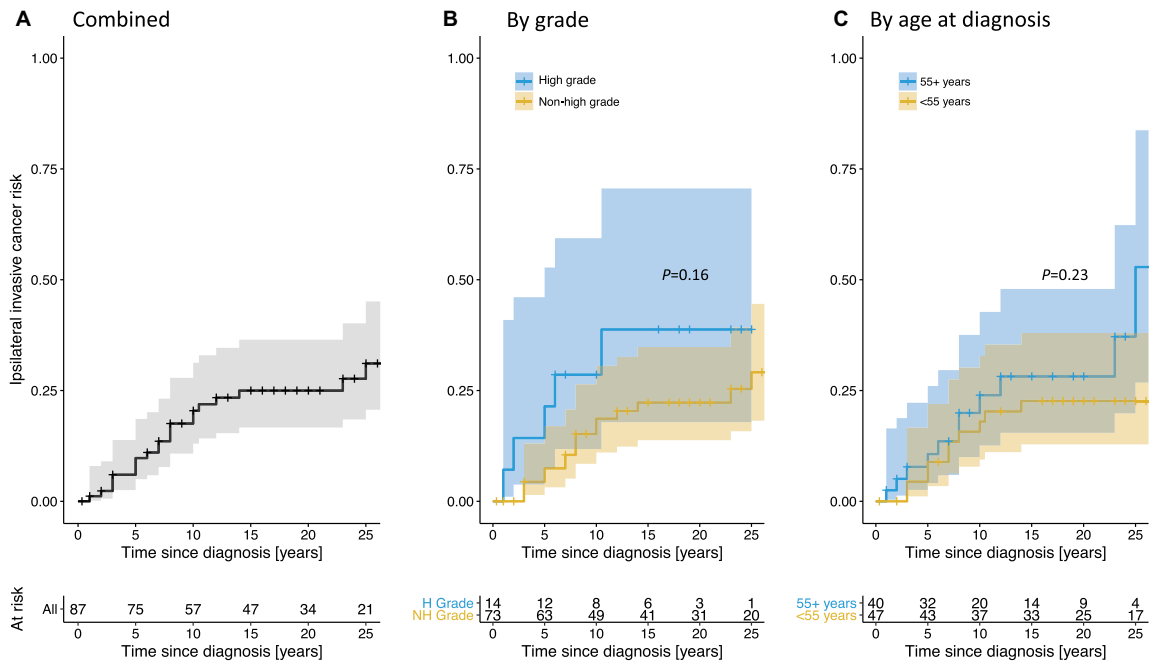 A Combined
B By grade
C By age at diagnosis
Ipsilateral invasive cancer risk
1.00
0.75
0.50
0.25
0.00
0 5 10 15 20 25
Time since diagnosis [years]
1.00
0.75
0.50
0.25
0.00
High grade
Non-high grade
P=0.16
0 5 10 15 20 25
Time since diagnosis [years]
1.00
0.75
0.50
0.25
0.00
55+ years
<55 years
P=0.23
0 5 10 15 20 25
Time since diagnosis [years]
At risk
All 87 75 57 47 34 21
0 5 10 15 20 25
Time since diagnosis [years]
H Grade 14 12 8 6 3 1
NH Grade 73 63 49 41 31 20
0 5 10 15 20 25
Time since diagnosis [years]
55+ years 40 32 20 14 9 4
<55 years 47 43 37 33 25 17
0 5 10 15 20 25
Time since diagnosis [years]